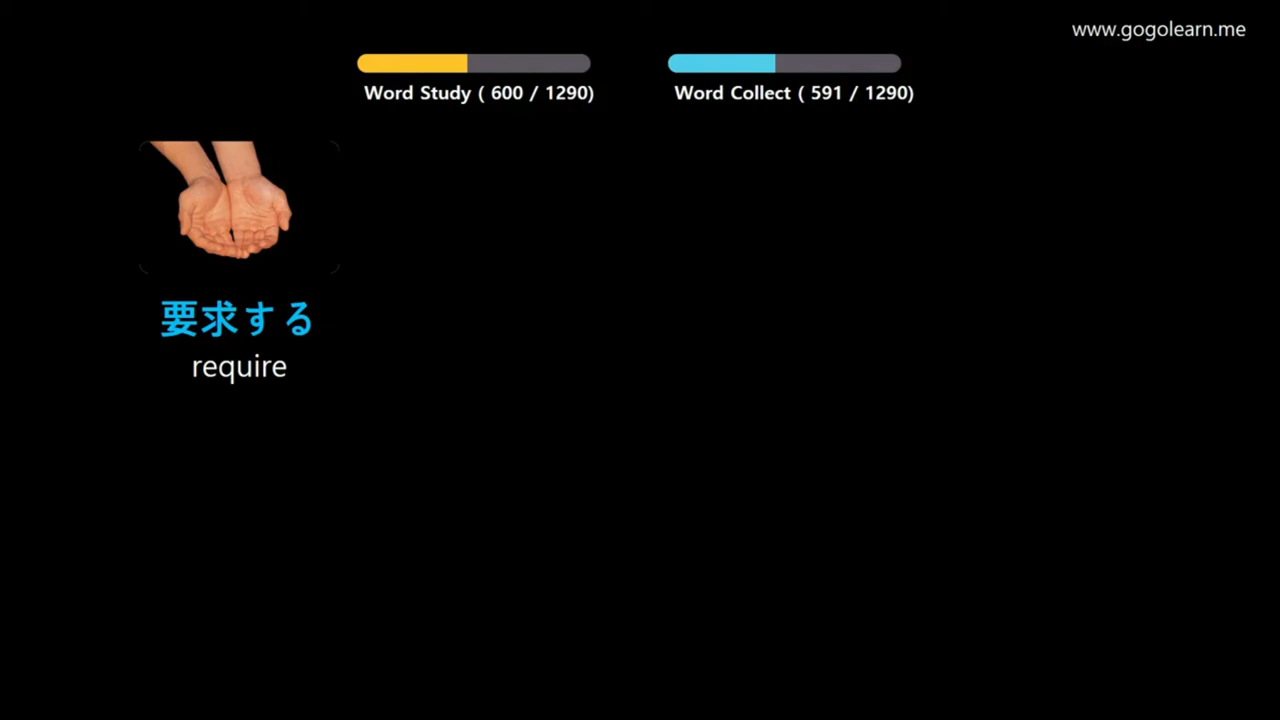 www.gogolearn.me
Word Study ( 600 / 1290)
Word Collect ( 591 / 1290)
要求する
require